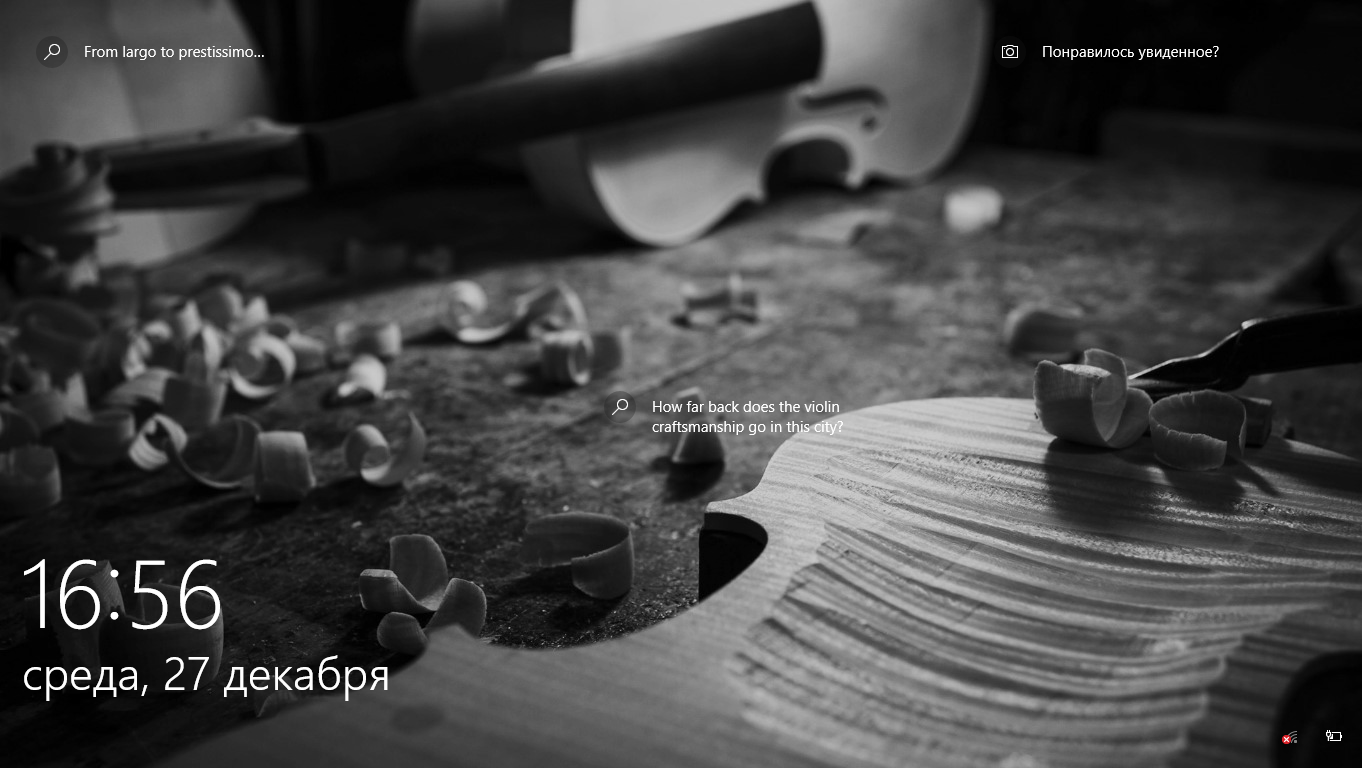 From largo to prestissimo...
Понравилось увиденное?
How far back does the violin
craftsmanship go in this city?
16:56
среда, 27 декабря